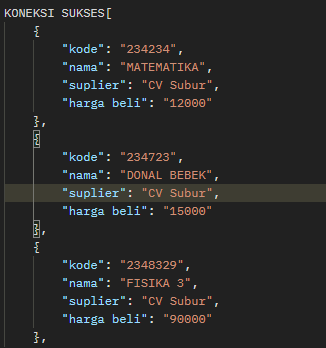 KONEKSI SUKSES[
    {
        "kode": "234234",
        "nama": "MATEMATIKA",
        "suplier": "CV Subur",
        "harga beli": "12000"
    },
    {
        "kode": "234723",
        "nama": "DONAL BEBEK",
        "suplier": "CV Subur",
        "harga beli": "15000"
    },
    {
        "kode": "2348329",
        "nama": "FISIKA 3",
        "suplier": "CV Subur",
        "harga beli": "90000"
    },